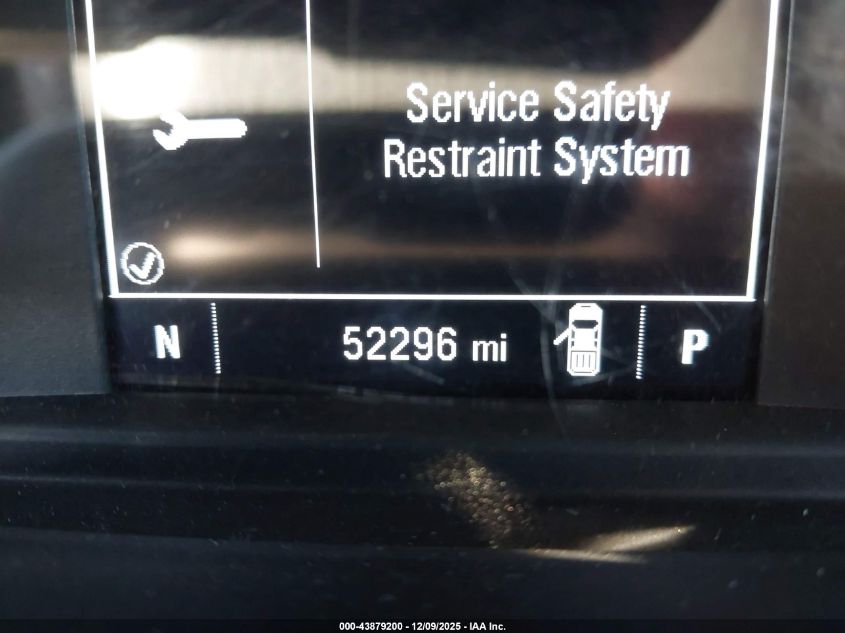 Service Safety
Restraint System
N 52296 mi P
000-43879200 - 12/09/2025 - IAA Inc.